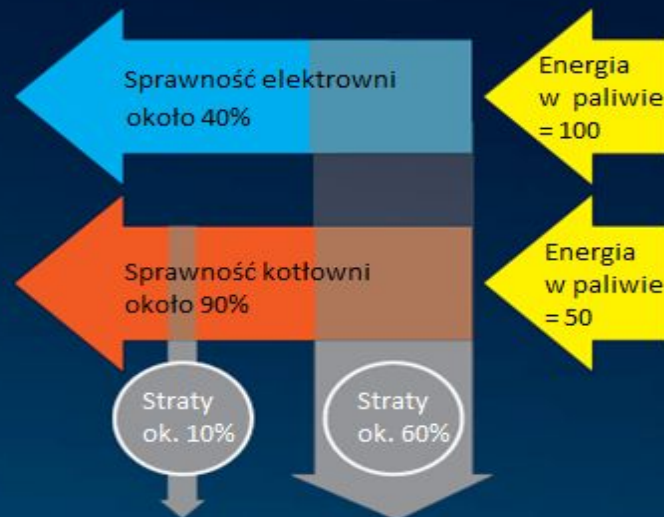 Sprawność elektrowni
około 40%
Energia
w paliwie
= 100
Sprawność kotłowni
około 90%
Energia
w paliwie
= 50
Straty
ok. 10%
Straty
ok. 60%